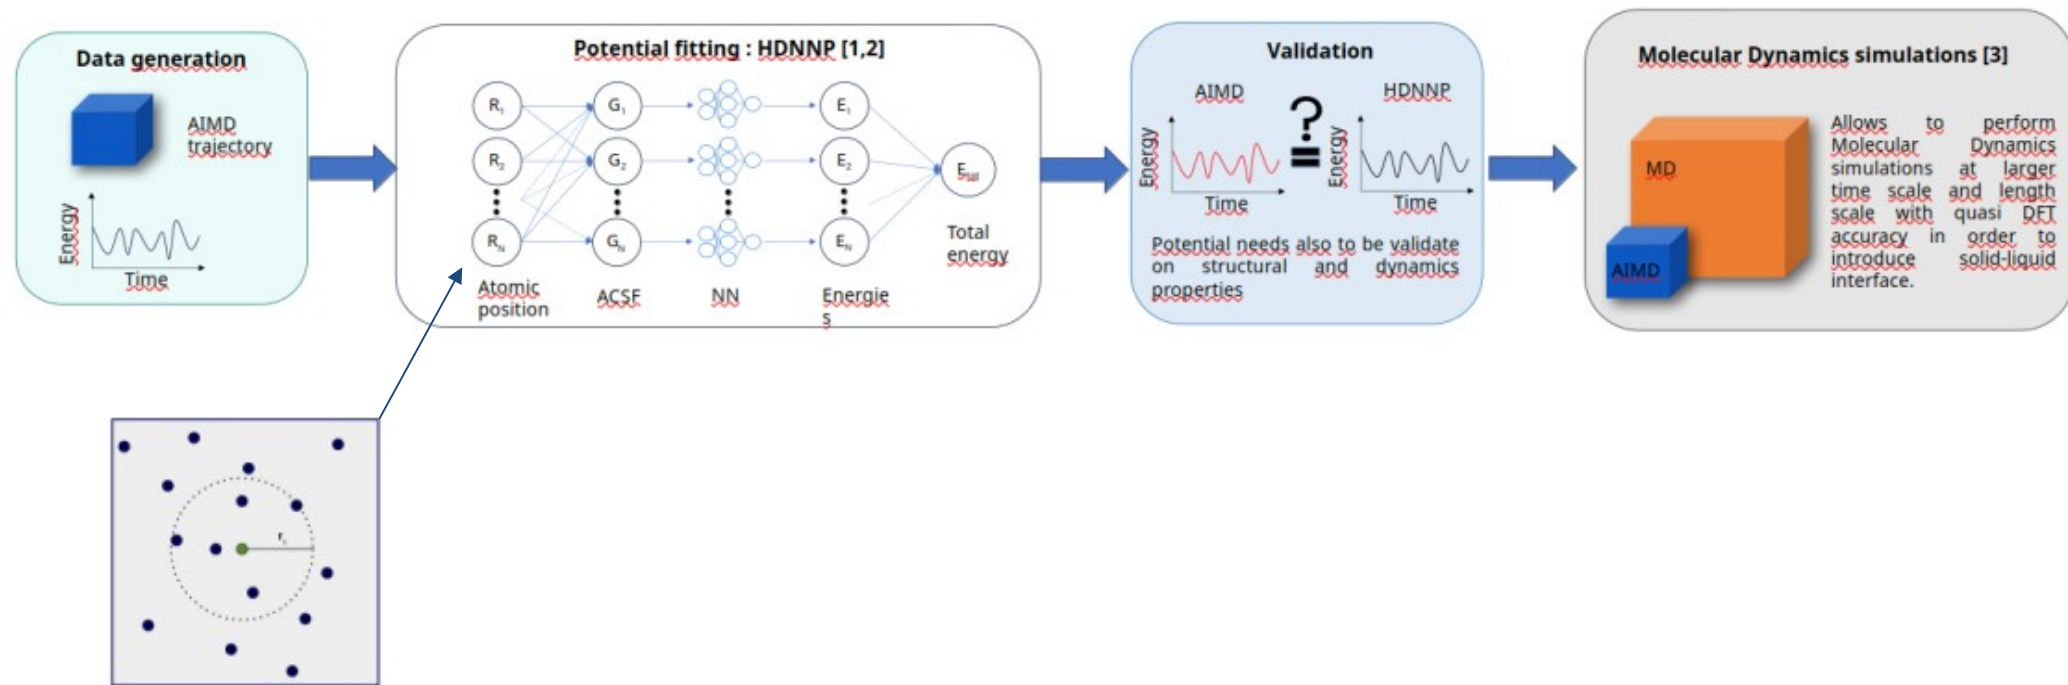 Data generation
AIMD
trajectory
Energy
Time
Potential fitting : HDNNP [1,2]
R1 G1 E1
R2 G2 E2
RN GN EN
Etot
Atomic
position
ACSF
NN
Energie
s
Total
energy
Validation
AIMD
HDNNP
?
=
Energy
Time
Energy
Time
Potential needs also to be validate
on structural and dynamics
properties
Molecular Dynamics simulations [3]
MD
AIMD
Allows to perform
Molecular Dynamics
simulations at larger
time scale and length
scale with quasi DFT
accuracy in order to
introduce solid-liquid
interface.
rc